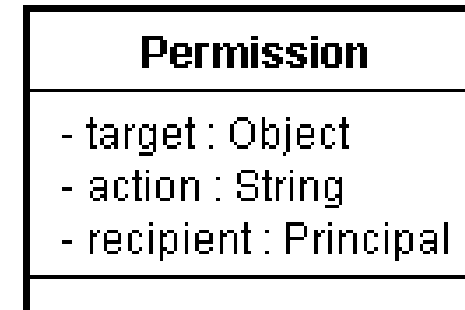 Permission
- target : Object
- action : String
- recipient : Principal